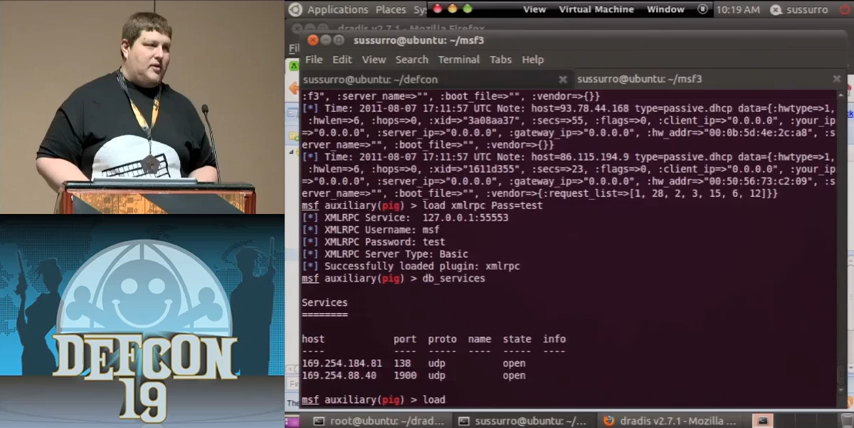 Applications Places Sy
View Virtual Machine Window
10:19 AM
sussurro
dradis v2.7.1 - Mozilla Firefox
sussurro@ubuntu: ~/msf3
File Edit View Search Terminal Tabs Help
sussurro@ubuntu: ~/defcon
sussurro@ubuntu: ~/msf3
:f3", :server_name=>"", :boot_file=>"", :vendor=>{}}
[*] Time: 2011-08-07 17:11:57 UTC Note: host=93.78.44.168 type=passive.dhcp data={:hwtype=>1,
:hlen=>6, :hops=>0, :xid=>"3a08aa37", :secs=>55, :flags=>0, :client_ip=>"0.0.0.0", :your_ip
=>"0.0.0.0", :server_ip=>"0.0.0.0", :gateway_ip=>"0.0.0.0", :hw_addr=>"00:0b:5d:4e:2c:a8", :s
erver_name=>"", :boot_file=>"", :vendor=>{}}
[*] Time: 2011-08-07 17:11:57 UTC Note: host=86.115.194.9 type=passive.dhcp data={:hwtype=>1,
:hlen=>6, :hops=>0, :xid=>"1611d355", :secs=>23, :flags=>0, :client_ip=>"0.0.0.0", :your_ip
=>"0.0.0.0", :server_ip=>"0.0.0.0", :gateway_ip=>"0.0.0.0", :hw_addr=>"00:50:56:73:c2:09", :s
erver_name=>"", :boot_file=>"", :vendor=>{:request_list=>[1, 28, 2, 3, 15, 6, 12]}}
msf auxiliary(pig) > load xmlrpc Pass=test
[*] XMLRPC Service: 127.0.0.1:55553
[*] XMLRPC Username: msf
[*] XMLRPC Password: test
[*] XMLRPC Server Type: Basic
[*] Successfully loaded plugin: xmlrpc
msf auxiliary(pig) > db_services
Services
========
host port proto name state info
---- ---- ----- ---- ----- ----
169.254.184.81 138 udp open
169.254.88.40 1900 udp open
msf auxiliary(pig) > load
root@ubuntu: ~/drad...
sussurro@ubuntu: ~/...
dradis v2.7.1 - Mozilla ...
DEFCON
19